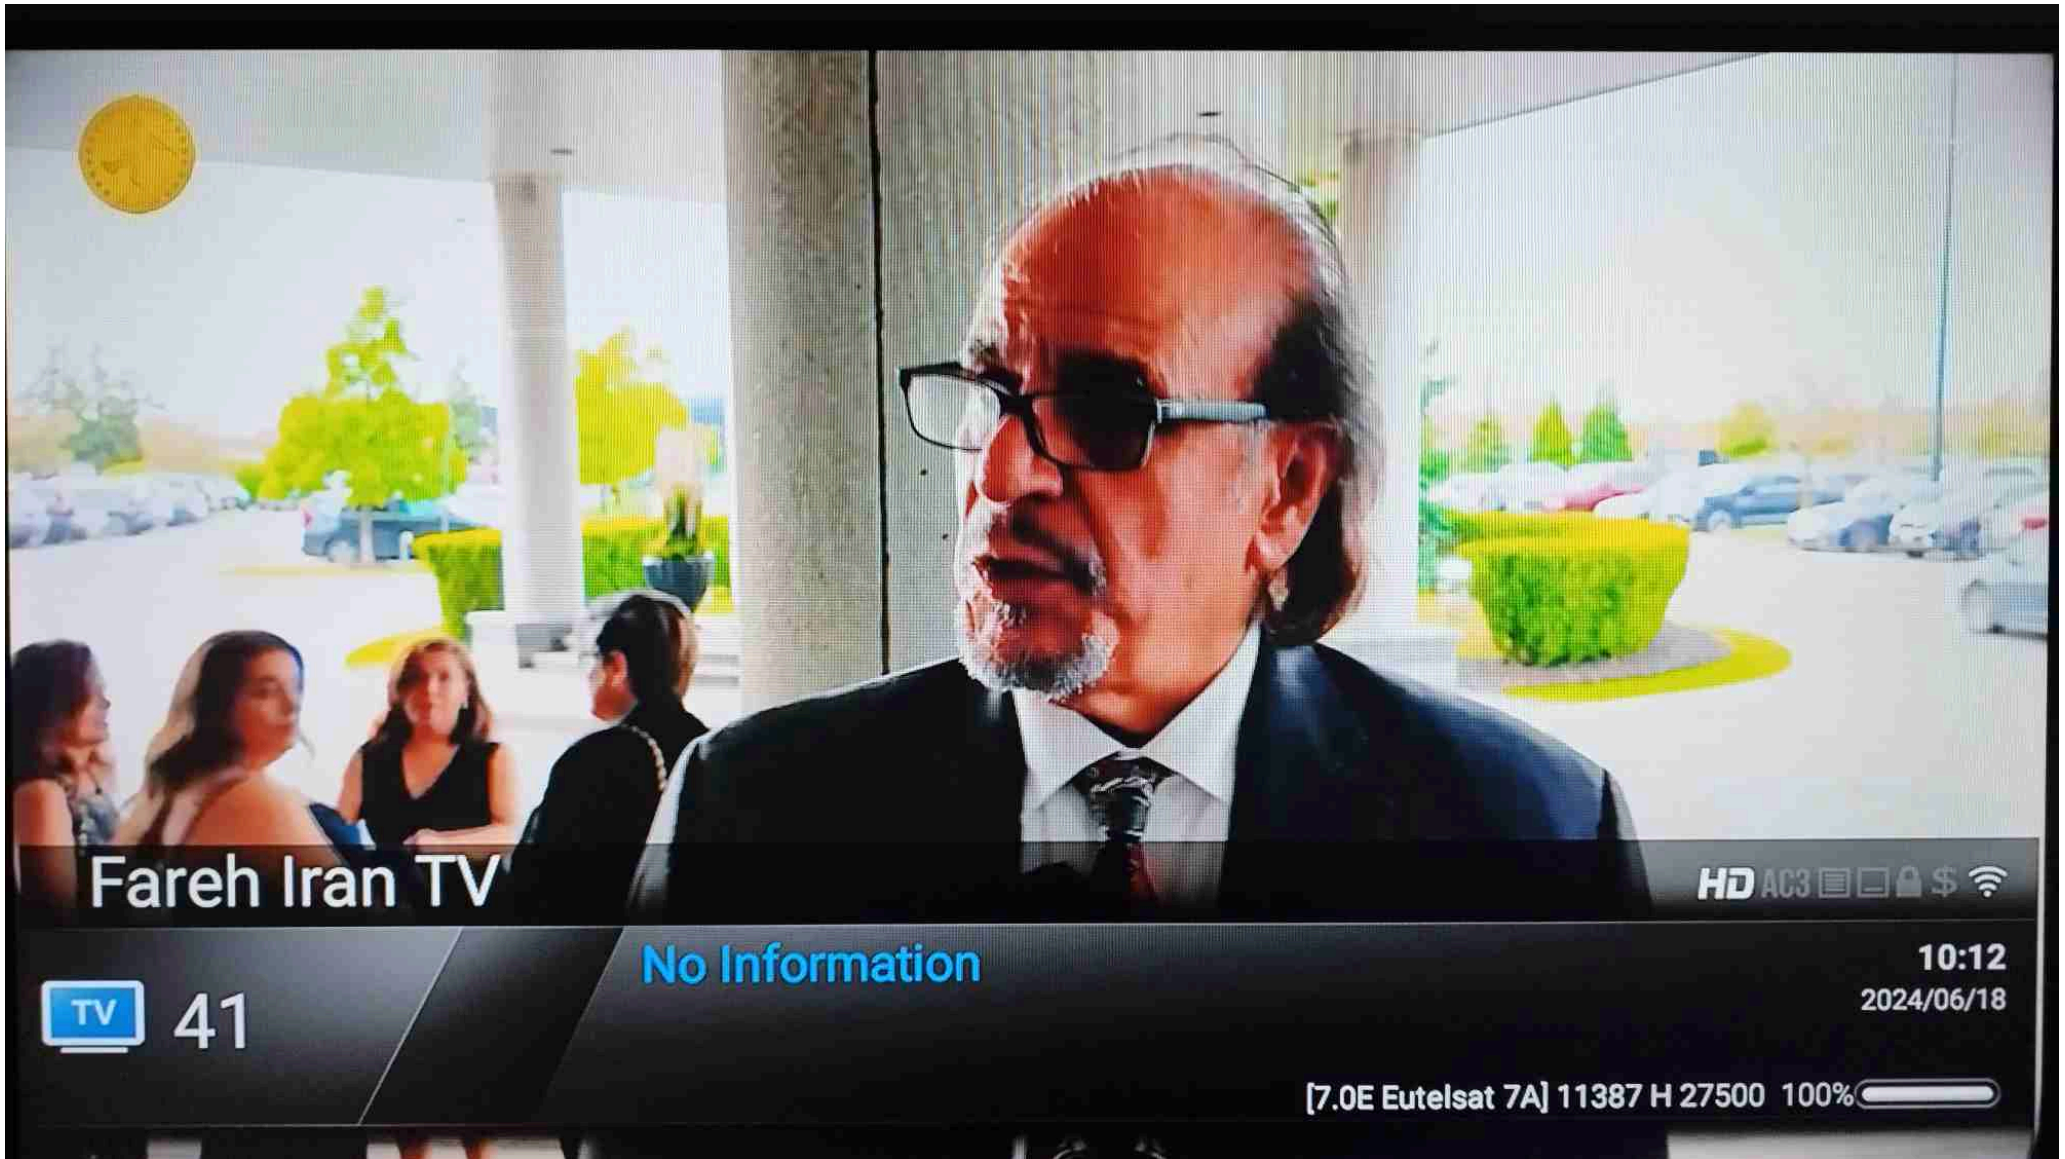 Fareh Iran TV
HD AC3 $
No Information
10:12
2024/06/18
TV 41
[7.0E Eutelsat 7A] 11387 H 27500 100%